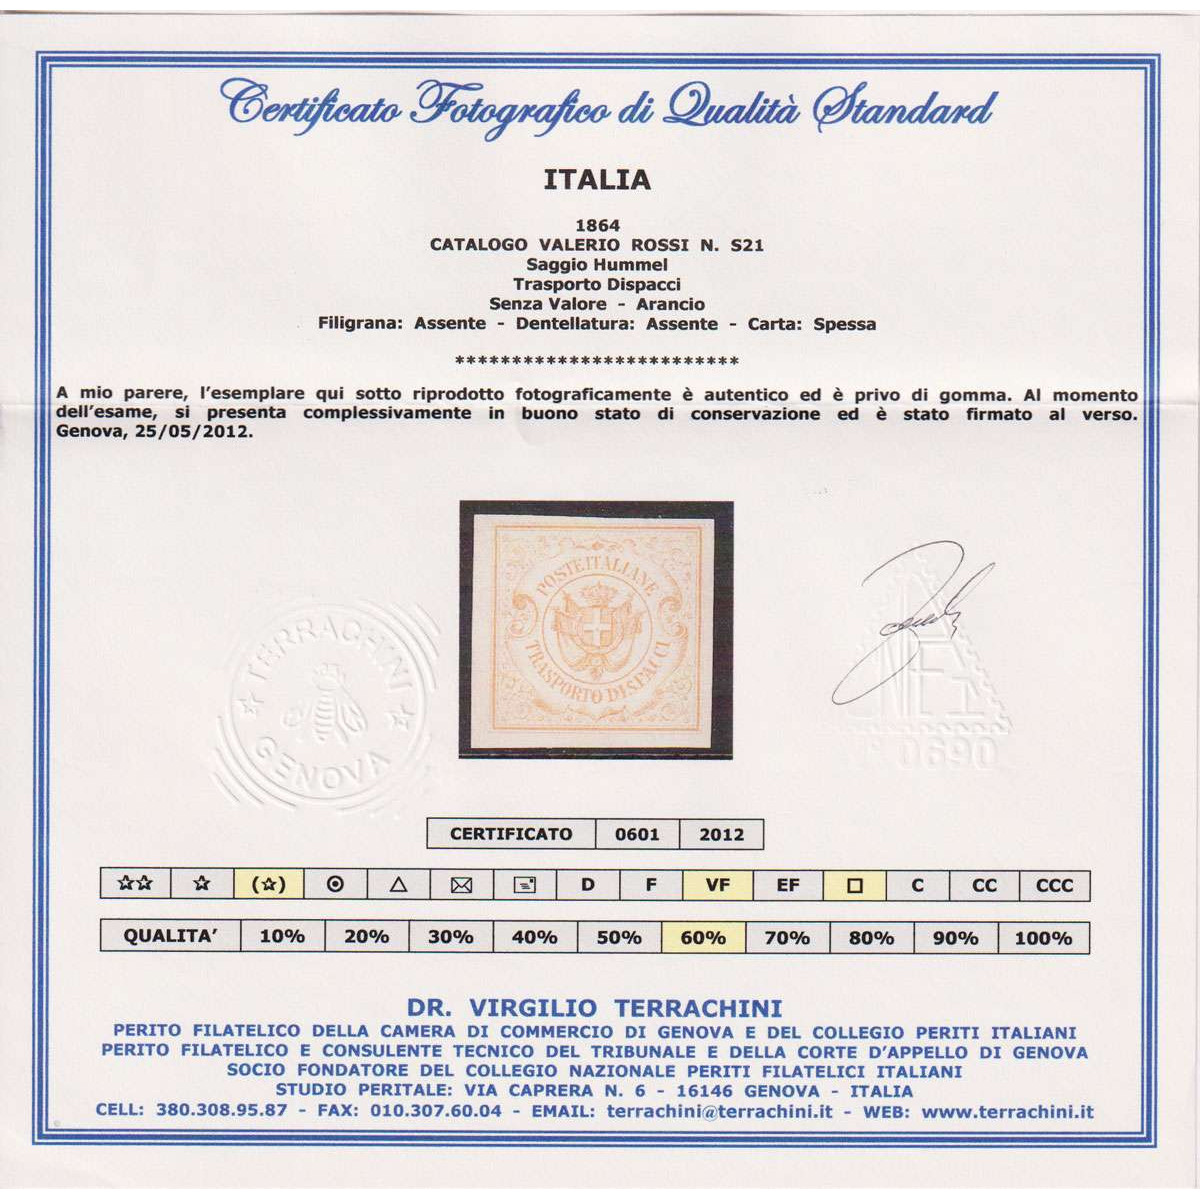 Certificato Fotografico di Qualità Standard
ITALIA
1864
CATALOGO VALERIO ROSSI N. S21
Saggio Hummel
Trasporto Dispacci
Senza Valore - Arancio
Filigrana: Assente - Dentellatura: Assente - Carta: Spessa
*************************
A mio parere, l'esemplare qui sotto riprodotto fotograficamente è autentico ed è privo di gomma. Al momento
dell'esame, si presenta complessivamente in buono stato di conservazione ed è stato firmato al verso.
Genova, 25/05/2012.
POSTE ITALIANE
TRASPORTO DISPACCI
TERRACHINI
GENOVA
0690
CERTIFICATO 0601 2012
(☆) D F VF EF C CC CCC
QUALITA' 10% 20% 30% 40% 50% 60% 70% 80% 90% 100%
DR. VIRGILIO TERRACHINI
PERITO FILATELICO DELLA CAMERA DI COMMERCIO DI GENOVA E DEL COLLEGIO PERITI ITALIANI
PERITO FILATELICO E CONSULENTE TECNICO DEL TRIBUNALE E DELLA CORTE D'APPELLO DI GENOVA
SOCIO FONDATORE DEL COLLEGIO NAZIONALE PERITI FILATELICI ITALIANI
STUDIO PERITALE: VIA CAPRERA N. 6 - 16146 GENOVA - ITALIA
CELL: 380.308.95.87 - FAX: 010.307.60.04 - EMAIL: terrachini@terrachini.it - WEB: www.terrachini.it